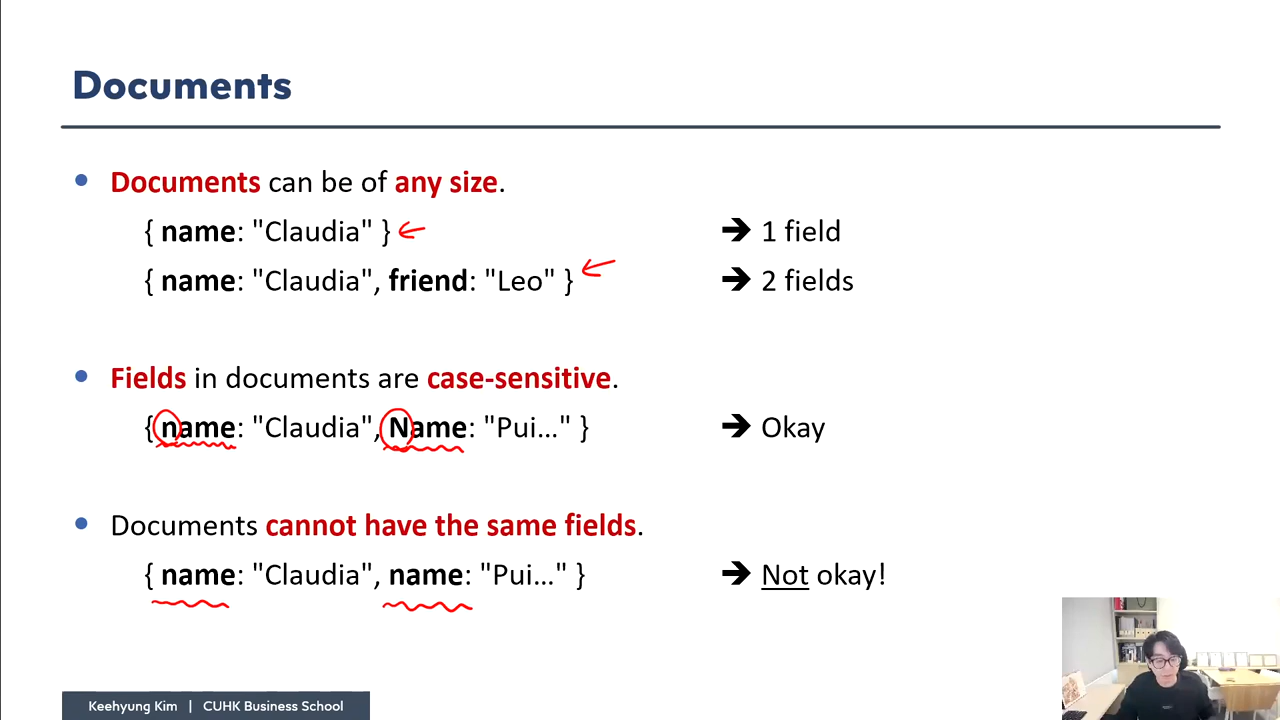 Documents
• Documents can be of any size.
{ name: "Claudia" } ➔ 1 field
{ name: "Claudia", friend: "Leo" } ➔ 2 fields
• Fields in documents are case-sensitive.
{ name: "Claudia", Name: "Pui..." } ➔ Okay
• Documents cannot have the same fields.
{ name: "Claudia", name: "Pui..." } ➔ Not okay!
Keehyung Kim | CUHK Business School